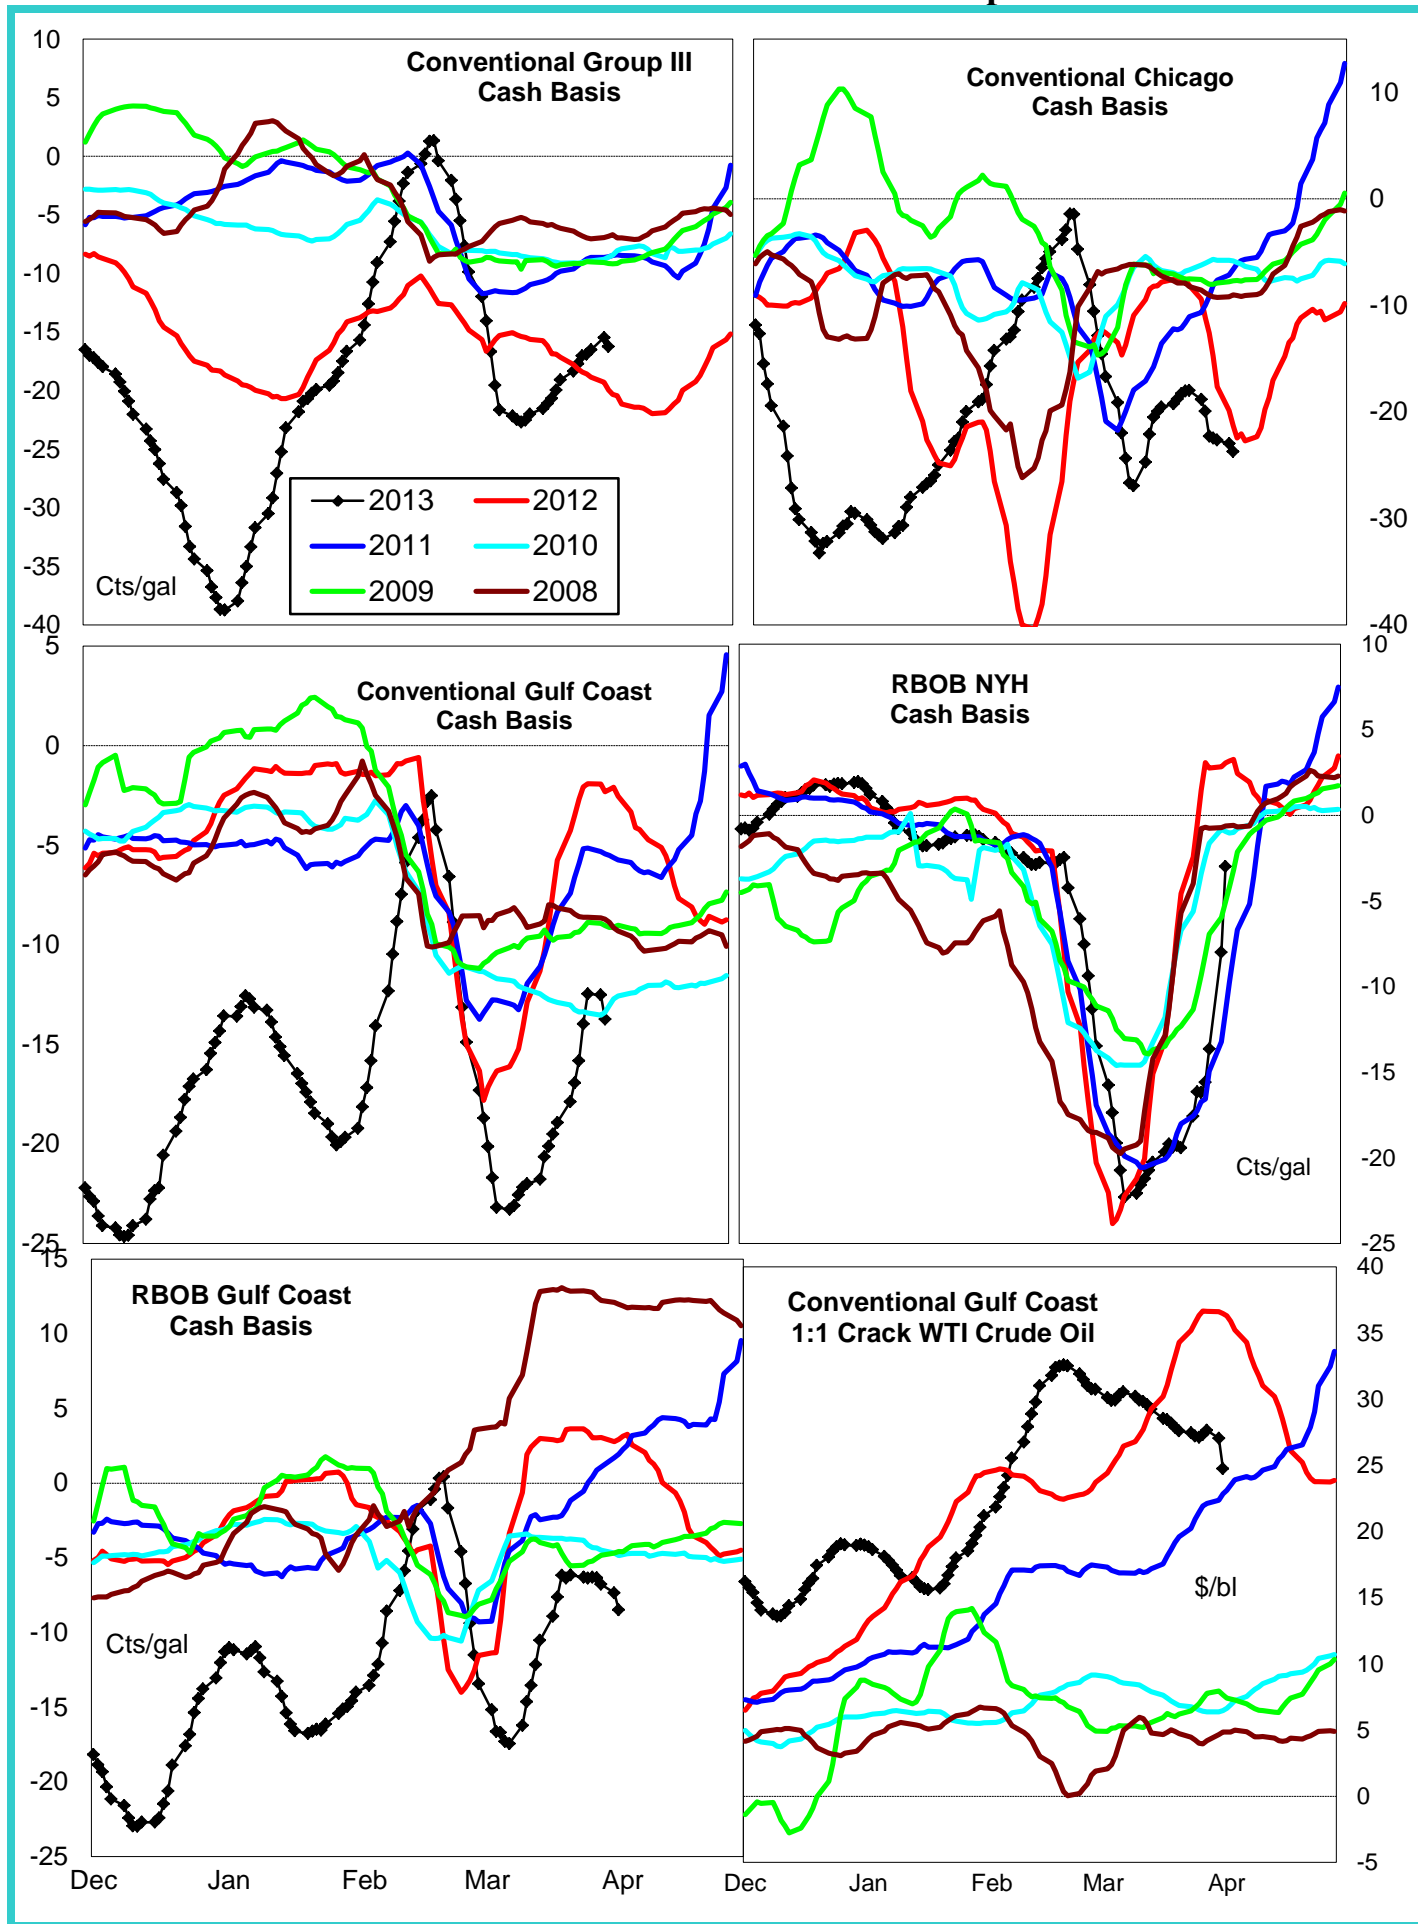 10
5
0
-5
-10
-15
-20
-25
-30
-35
-40
Conventional Group III
Cash Basis
Cts/gal
2013
2012
2011
2010
2009
2008
Conventional Chicago
Cash Basis
10
0
-10
-20
-30
-40
5
0
-5
-10
-15
-20
-25
Conventional Gulf Coast
Cash Basis
RBOB NYH
Cash Basis
Cts/gal
10
5
0
-5
-10
-15
-20
-25
15
10
5
0
-5
-10
-15
-20
-25
RBOB Gulf Coast
Cash Basis
Cts/gal
Dec
Jan
Feb
Mar
Apr
Conventional Gulf Coast
1:1 Crack WTI Crude Oil
$/bl
40
35
30
25
20
15
10
5
0
-5
Dec
Jan
Feb
Mar
Apr